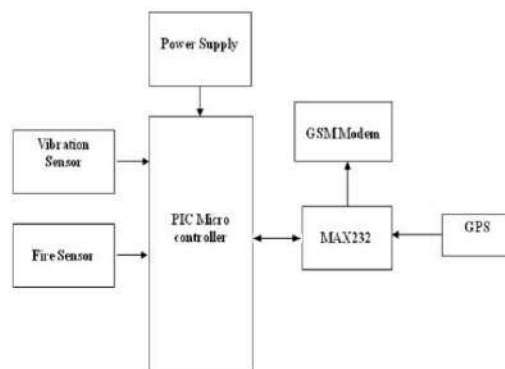 Power Supply
Vibration
Sensor
GSM Modem
PIC Micro
controller
MAX232
GPS
Fire Sensor